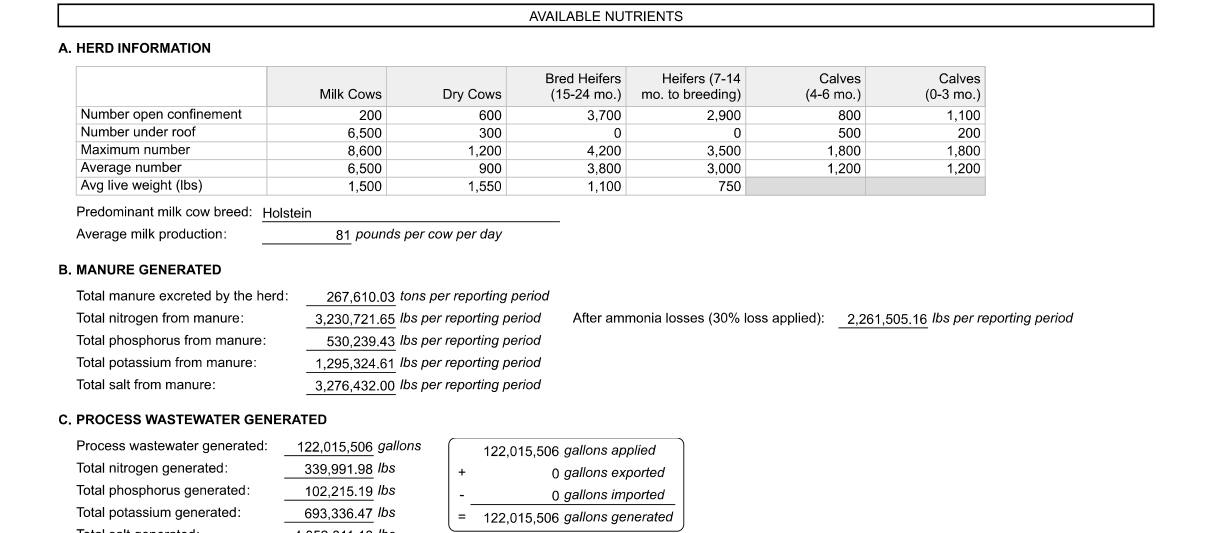 AVAILABLE NUTRIENTS
A. HERD INFORMATION
Milk Cows Dry Cows Bred Heifers (15-24 mo.) Heifers (7-14 mo. to breeding) Calves (4-6 mo.) Calves (0-3 mo.)
Number open confinement 200 600 3,700 2,900 800 1,100
Number under roof 6,500 300 0 0 500 200
Maximum number 8,600 1,200 4,200 3,500 1,800 1,800
Average number 6,500 900 3,800 3,000 1,200 1,200
Avg live weight (lbs) 1,500 1,550 1,100 750
Predominant milk cow breed: Holstein
Average milk production: 81 pounds per cow per day
B. MANURE GENERATED
Total manure excreted by the herd: 267,610.03 tons per reporting period
Total nitrogen from manure: 3,230,721.65 lbs per reporting period After ammonia losses (30% loss applied): 2,261,505.16 lbs per reporting period
Total phosphorus from manure: 530,239.43 lbs per reporting period
Total potassium from manure: 1,295,324.61 lbs per reporting period
Total salt from manure: 3,276,432.00 lbs per reporting period
C. PROCESS WASTEWATER GENERATED
Process wastewater generated: 122,015,506 gallons
Total nitrogen generated: 339,991.98 lbs
Total phosphorus generated: 102,215.19 lbs
Total potassium generated: 693,336.47 lbs
122,015,506 gallons applied
+ 0 gallons exported
- 0 gallons imported
= 122,015,506 gallons generated